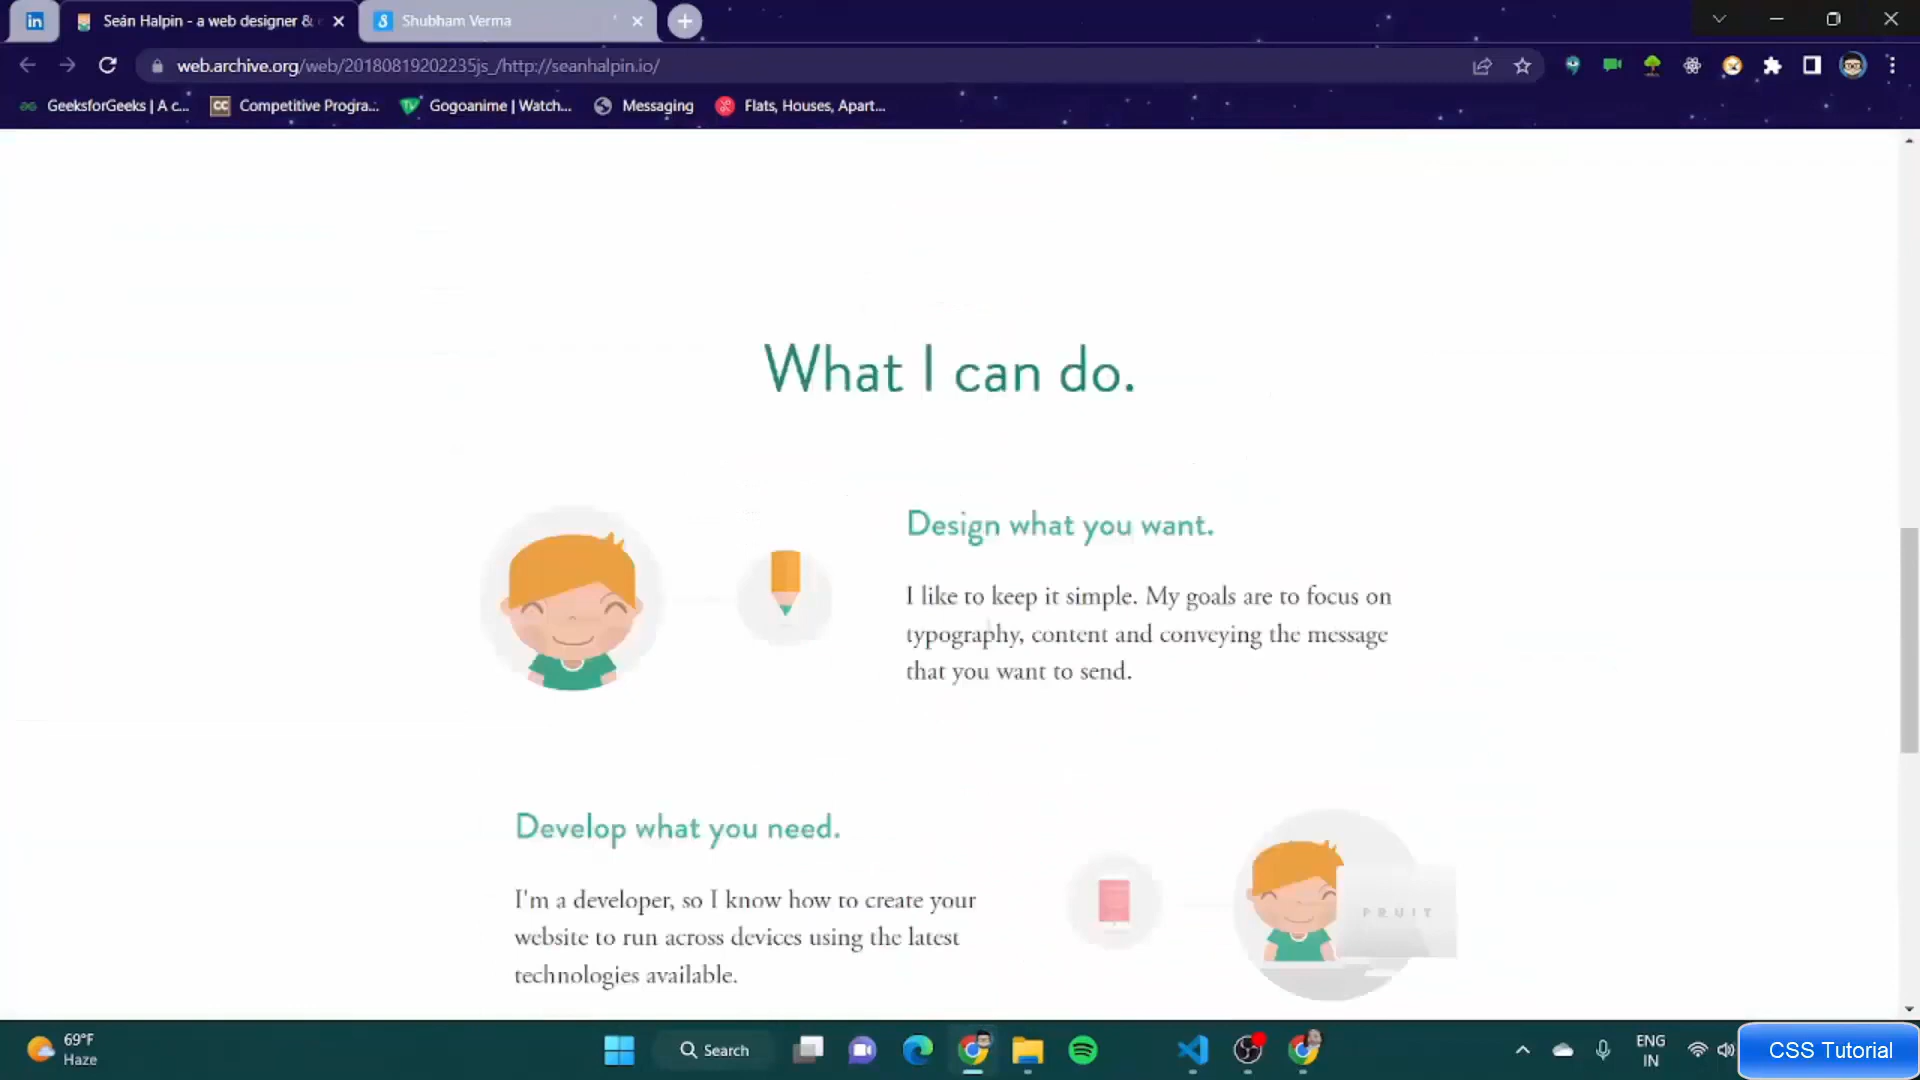 in
Seán Halpin - a web designer &
Shubham Verma
web.archive.org/web/20180819202235js_/http://seanhalpin.io/
GeeksforGeeks | A c...
CC
Competitive Progra...
Gogoanime | Watch...
Messaging
Flats, Houses, Apart...
What I can do.
Design what you want.
I like to keep it simple. My goals are to focus on
typography, content and conveying the message
that you want to send.
Develop what you need.
I'm a developer, so I know how to create your
website to run across devices using the latest
technologies available.
PRUIT
69°F
Haze
Search
ENG
IN
CSS Tutorial